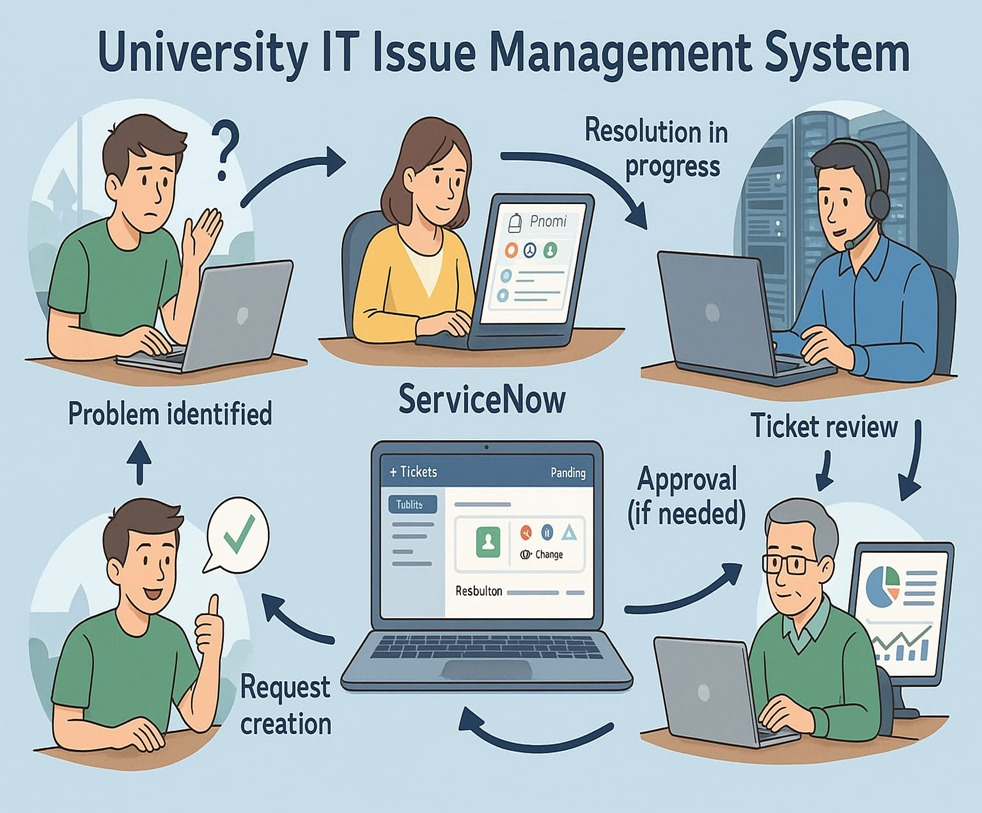 University IT Issue Management System
?
Resolution in
progress
Pnomi
Problem identified
ServiceNow
Ticket review
+ Tickets
Panding
Tublits
Change
Resbulton
Approval
(if needed)
Request
creation